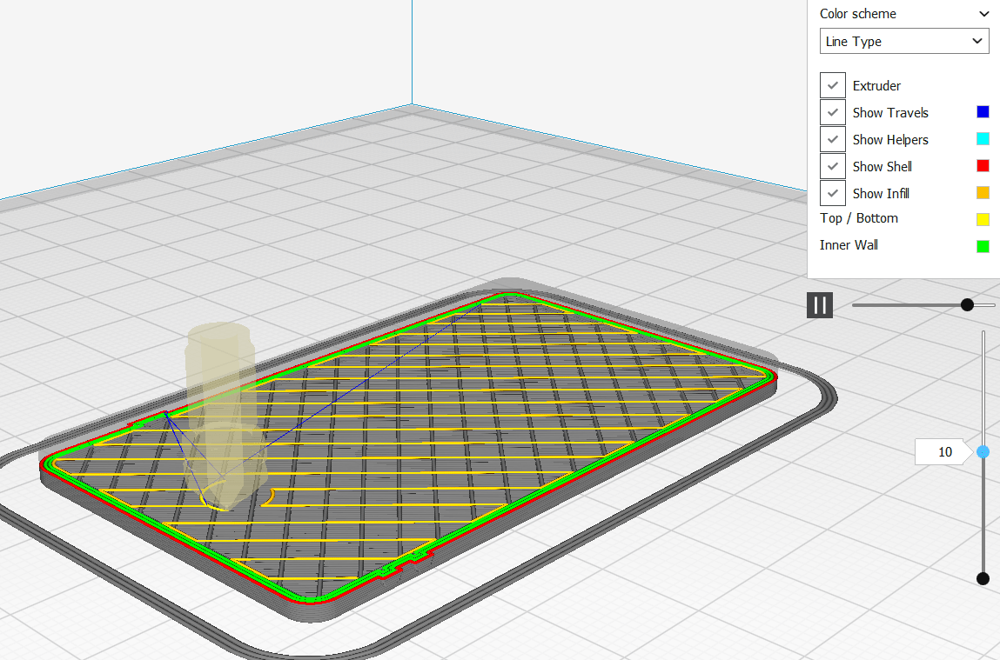 Color scheme
Line Type
Extruder
Show Travels
Show Helpers
Show Shell
Show Infill
Top / Bottom
Inner Wall
10